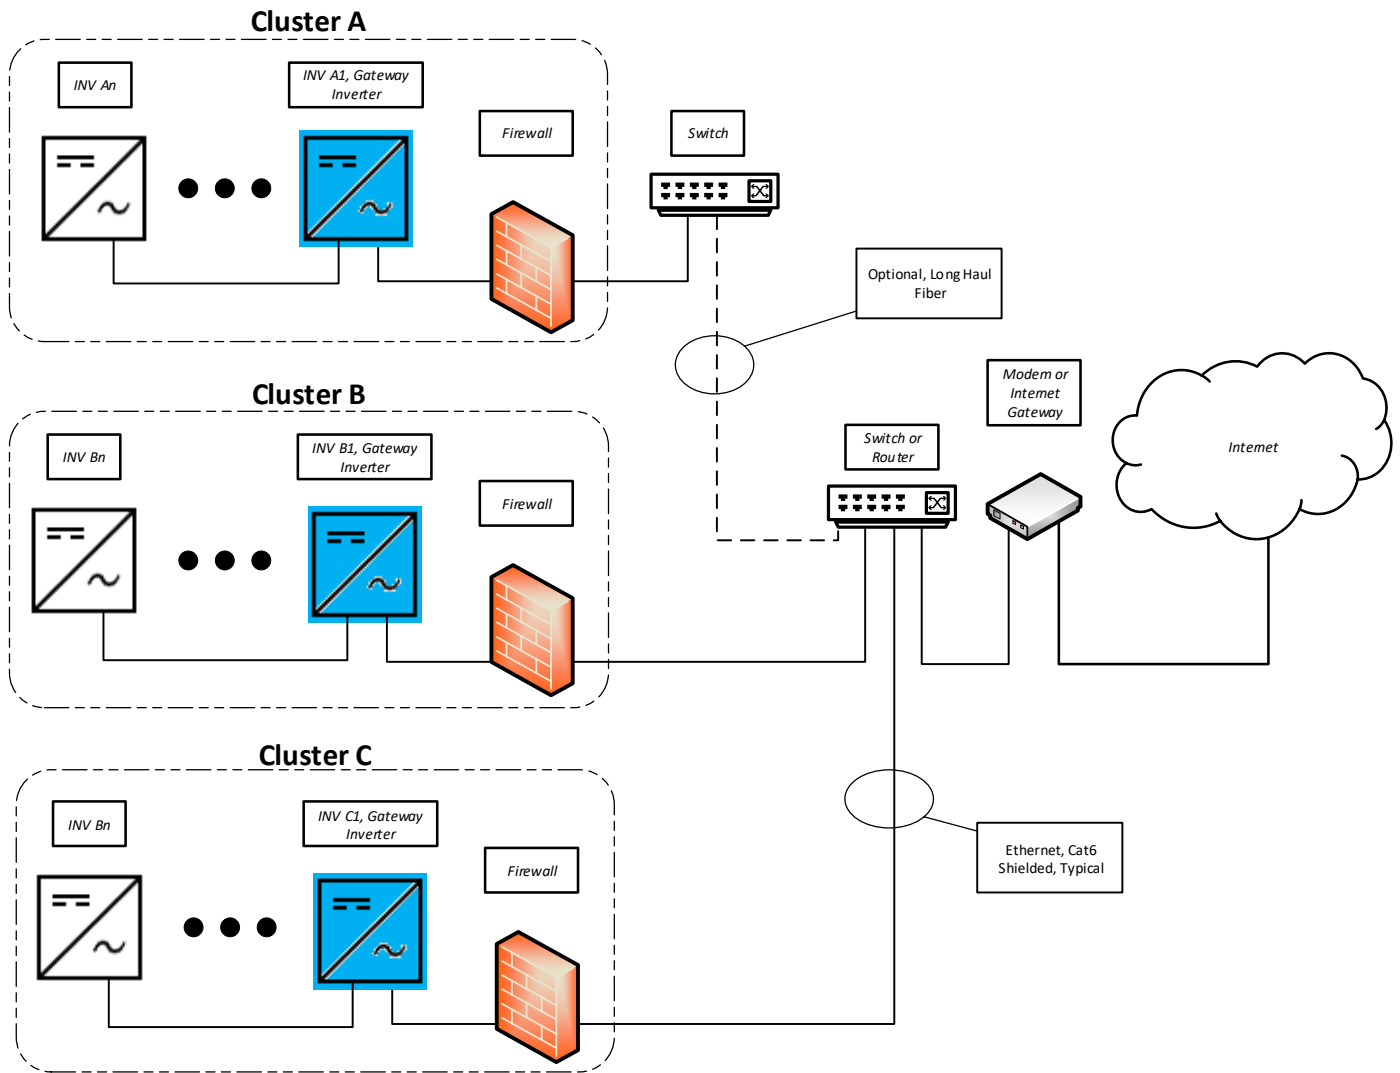 Cluster A
INV An
INV A1, Gateway
Inverter
Firewall
Switch
Optional, Long Haul
Fiber
Cluster B
INV Bn
INV B1, Gateway
Inverter
Firewall
Switch or
Router
Modem or
Internet
Gateway
Internet
Cluster C
INV Bn
INV C1, Gateway
Inverter
Firewall
Ethernet, Cat6
Shielded, Typical